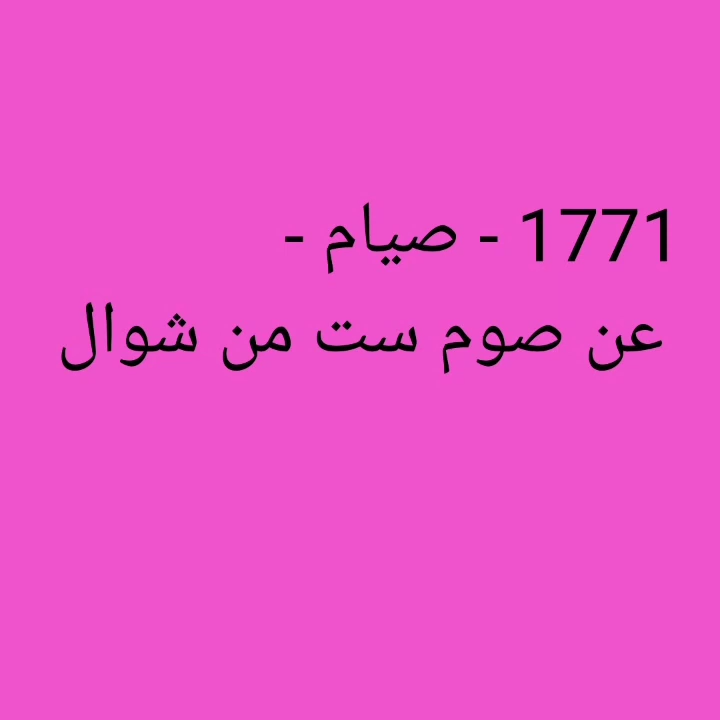 1771 - صيام -
عن صوم ست من شوال